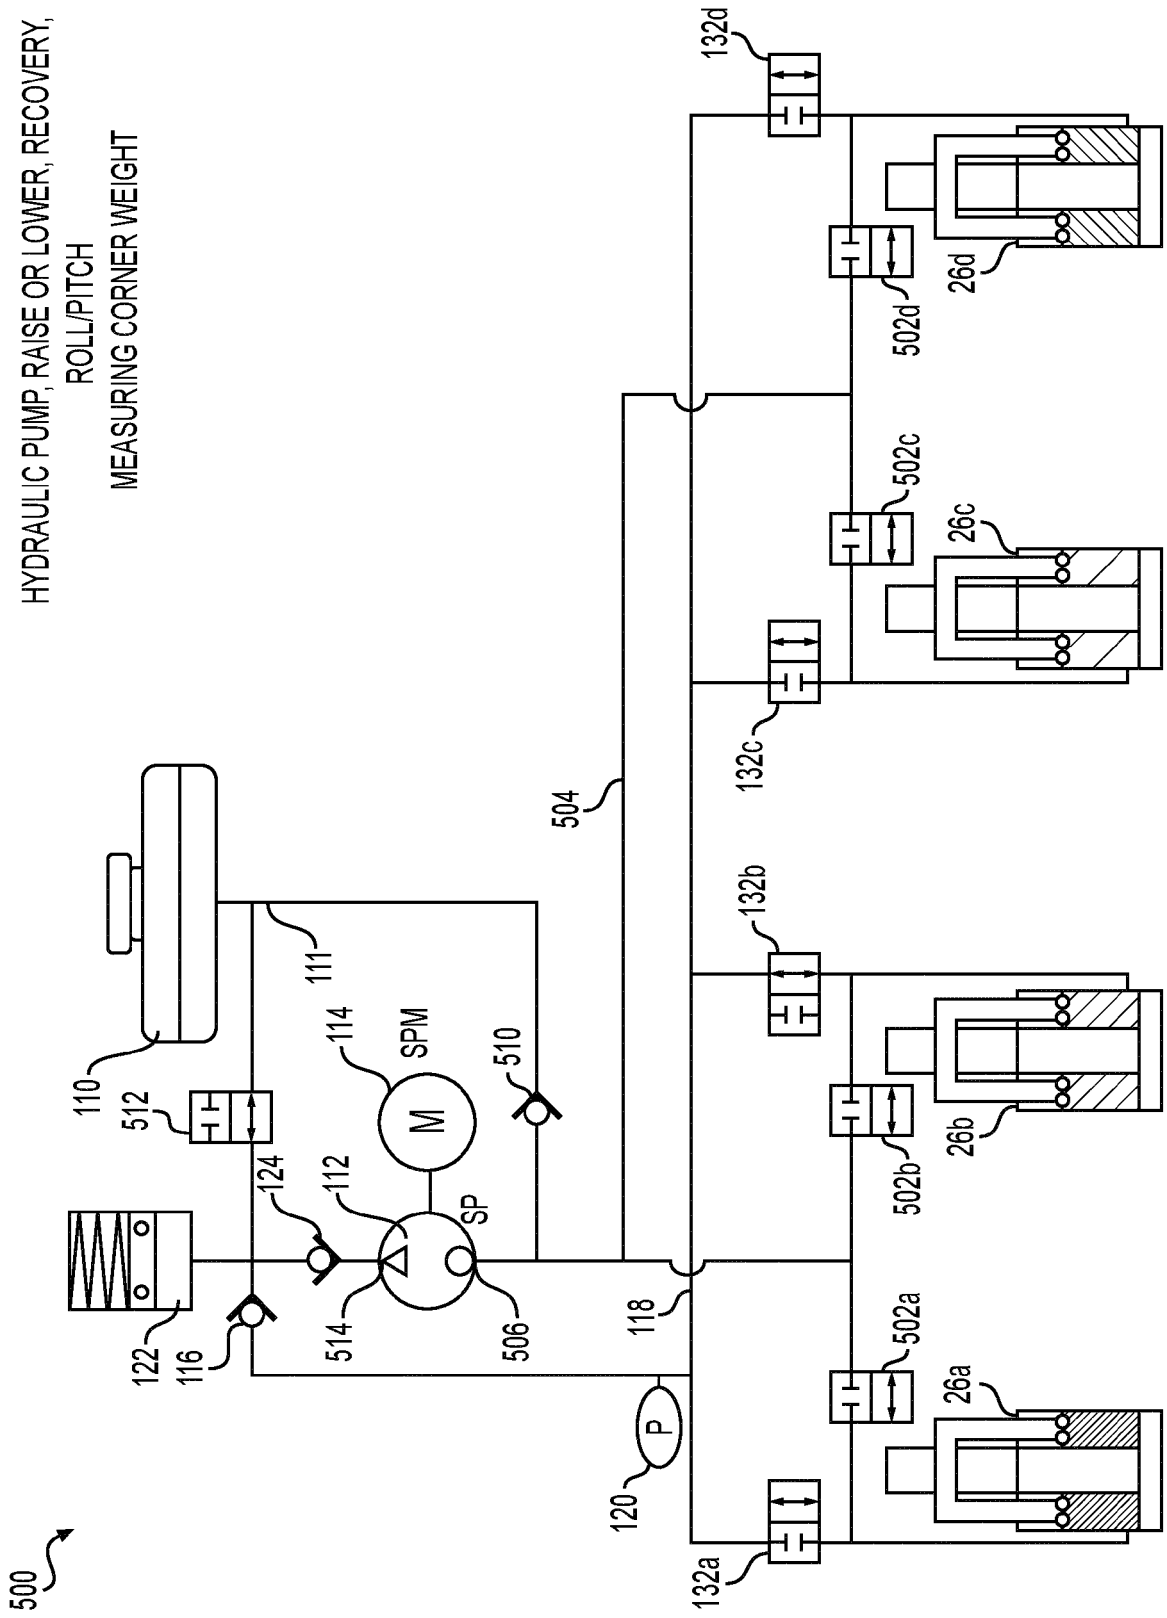 HYDRAULIC PUMP, RAISE OR LOWER, RECOVERY,
ROLL/PITCH
MEASURING CORNER WEIGHT
500
122
116
512
110
124
514
112
114
SPM
M
SP
506
510
111
120
P
118
504
132a
132b
132c
132d
502a
502b
502c
502d
26a
26b
26c
26d